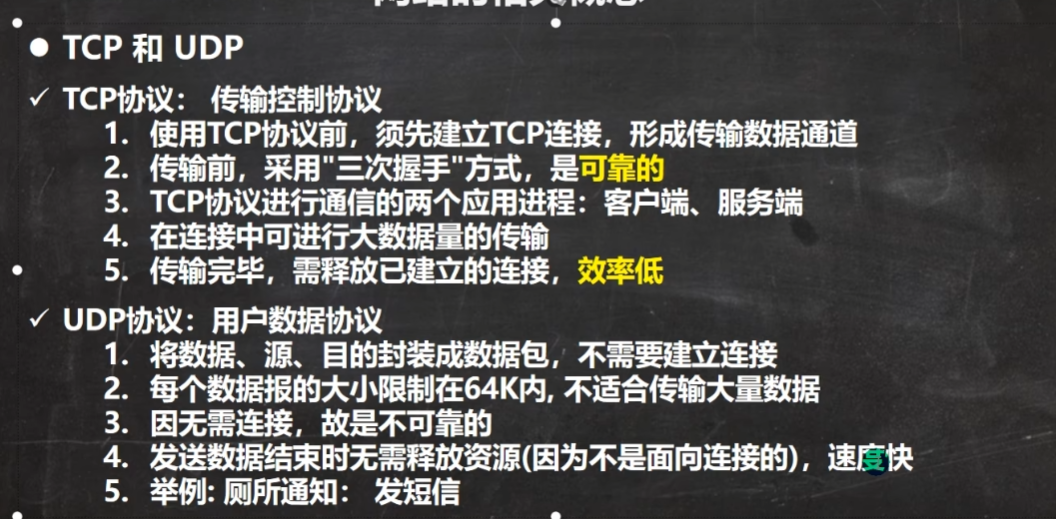 ● TCP 和 UDP
✓ TCP协议： 传输控制协议
1. 使用TCP协议前，须先建立TCP连接，形成传输数据通道
2. 传输前，采用"三次握手"方式，是可靠的
3. TCP协议进行通信的两个应用进程：客户端、服务端
4. 在连接中可进行大数据量的传输
5. 传输完毕，需释放已建立的连接，效率低
✓ UDP协议：用户数据协议
1. 将数据、源、目的封装成数据包，不需要建立连接
2. 每个数据报的大小限制在64K内, 不适合传输大量数据
3. 因无需连接，故是不可靠的
4. 发送数据结束时无需释放资源(因为不是面向连接的)，速度快
5. 举例: 厕所通知： 发短信